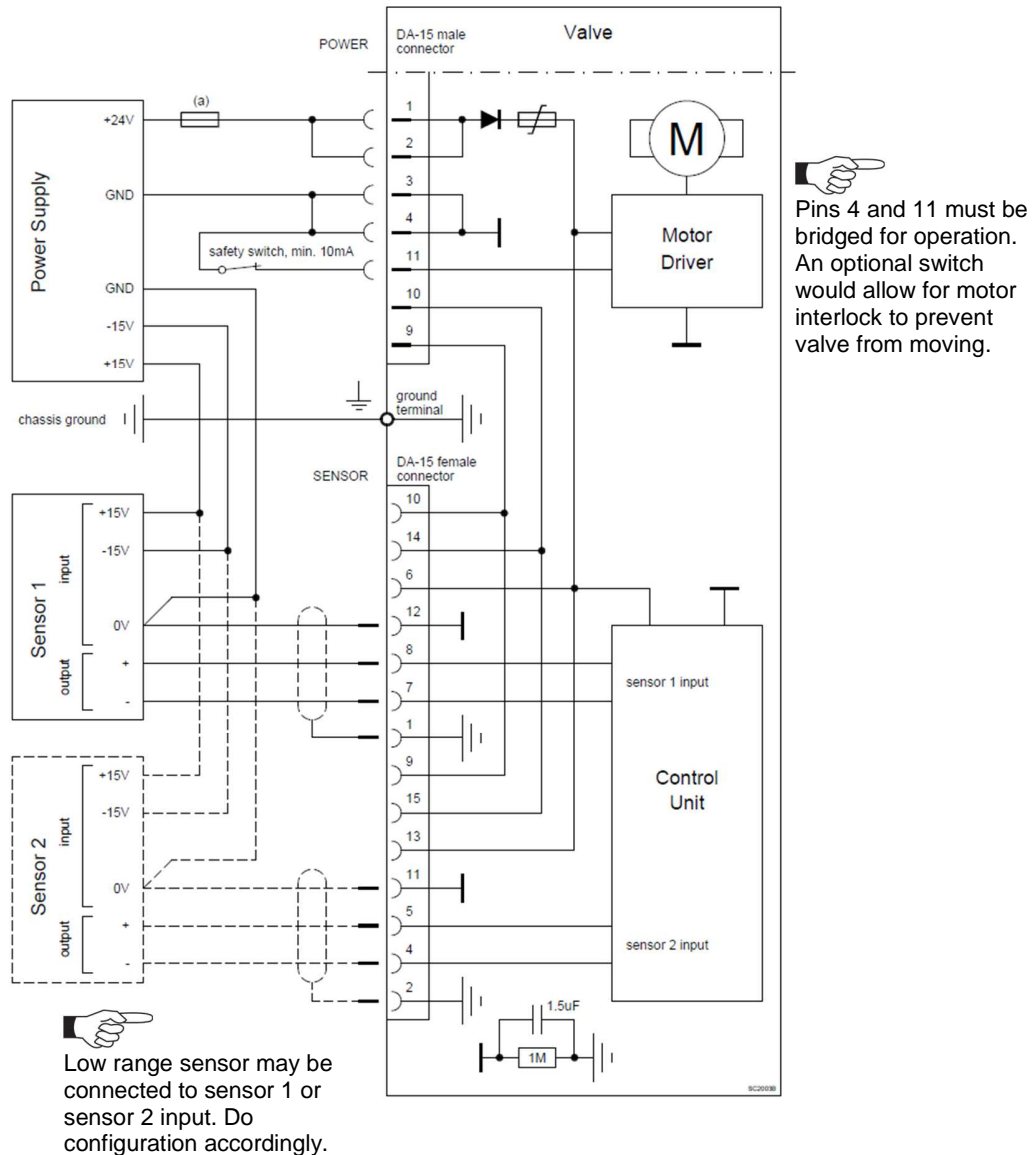 POWER
DA-15 male
connector
Valve
Power Supply
+24V
(a)
GND
safety switch, min. 10mA
GND
-15V
+15V
1
2
3
4
11
10
9
M
Motor
Driver
Pins 4 and 11 must be
bridged for operation.
An optional switch
would allow for motor
interlock to prevent
valve from moving.
chassis ground
ground
terminal
SENSOR
DA-15 female
connector
Sensor 1
input
+15V
-15V
0V
output
+
-
10
14
6
12
8
7
1
9
15
13
11
5
4
2
sensor 1 input
Control
Unit
sensor 2 input
Sensor 2
input
+15V
-15V
0V
output
+
-
1.5uF
1M
SC2003B
Low range sensor may be
connected to sensor 1 or
sensor 2 input. Do
configuration accordingly.